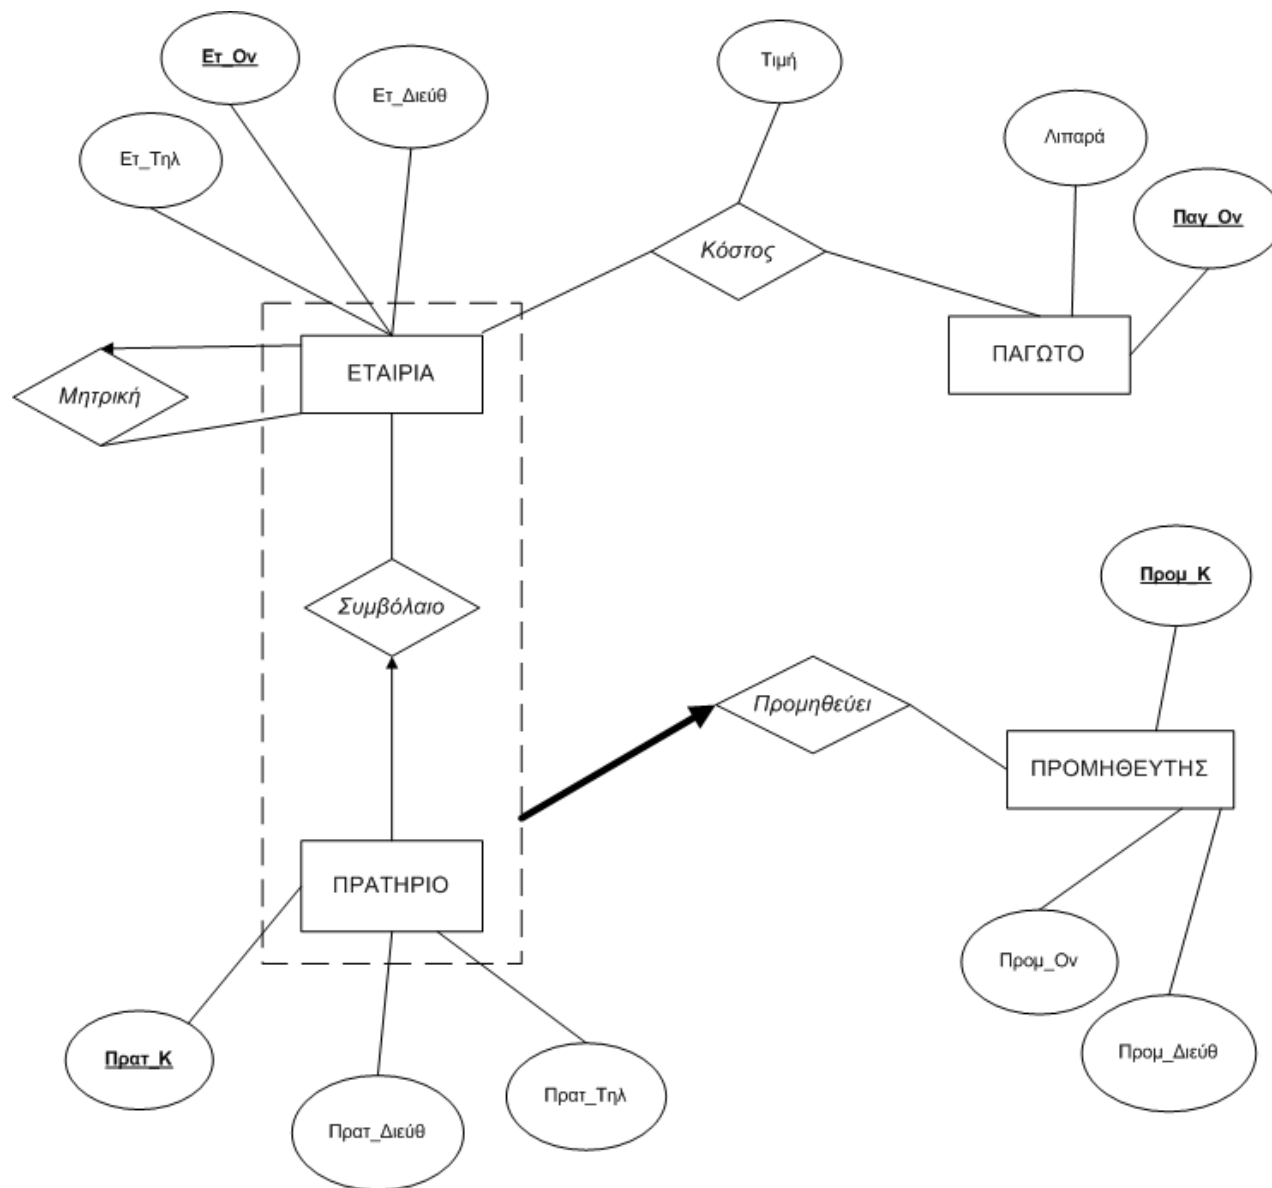 Ετ_Ον
Τιμή
Ετ_Διεύθ
Λιπαρά
Ετ_Τηλ
Παγ_Ον
Κόστος
ΠΑΓΩΤΟ
ΕΤΑΙΡΙΑ
Μητρική
Προμ_Κ
Συμβόλαιο
Προμηθεύει
ΠΡΟΜΗΘΕΥΤΗΣ
ΠΡΑΤΗΡΙΟ
Προμ_Ον
Προμ_Διεύθ
Πρατ_Κ
Πρατ_Τηλ
Πρατ_Διεύθ